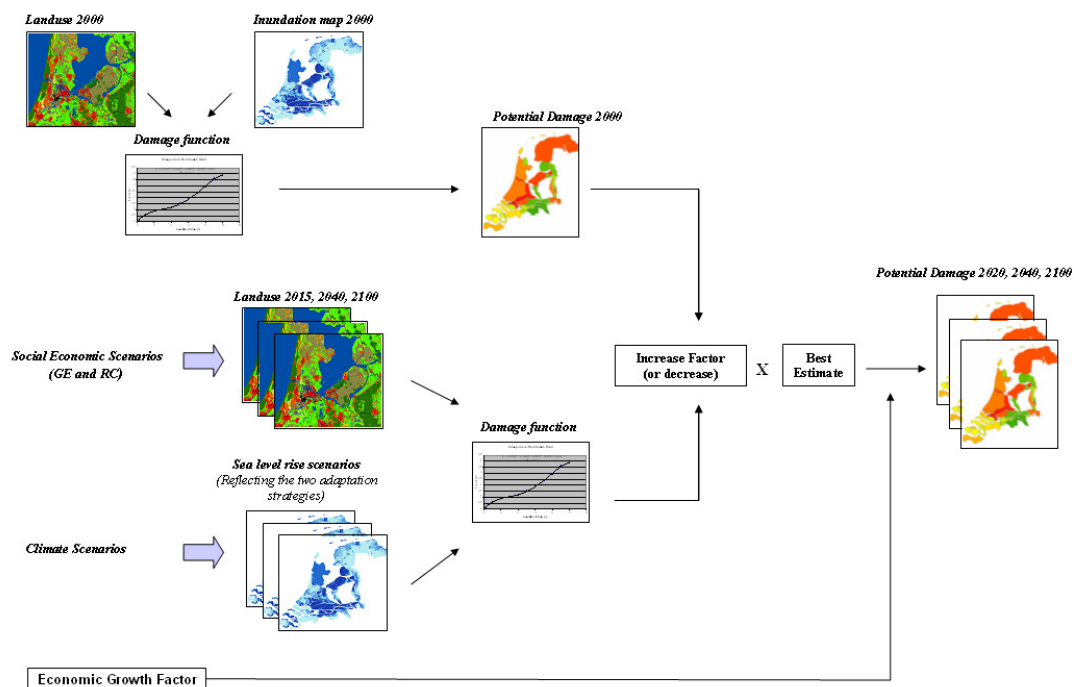 Landuse 2000
Inundation map 2000
Damage function
Potential Damage 2000
Potential Damage 2020, 2040, 2100
Landuse 2015, 2040, 2100
Social Economic Scenarios
(GE and RC)
Increase Factor
(or decrease)
X
Best
Estimate
Damage function
Sea level rise scenarios
(Reflecting the two adaptation
strategies)
Climate Scenarios
Economic Growth Factor